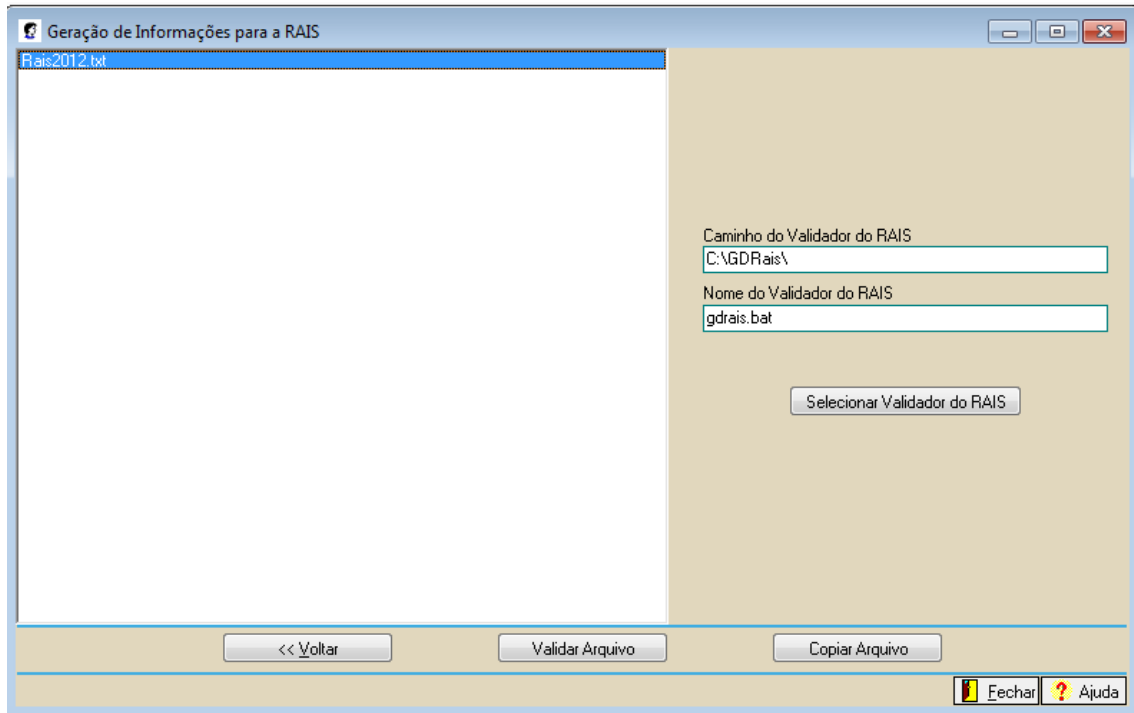 Geração de Informações para a RAIS
Rais2012.txt
Caminho do Validador do RAIS
C:\GDRais\
Nome do Validador do RAIS
gdrais.bat
Selecionar Validador do RAIS
<< Voltar
Validar Arquivo
Copiar Arquivo
Fechar
? Ajuda